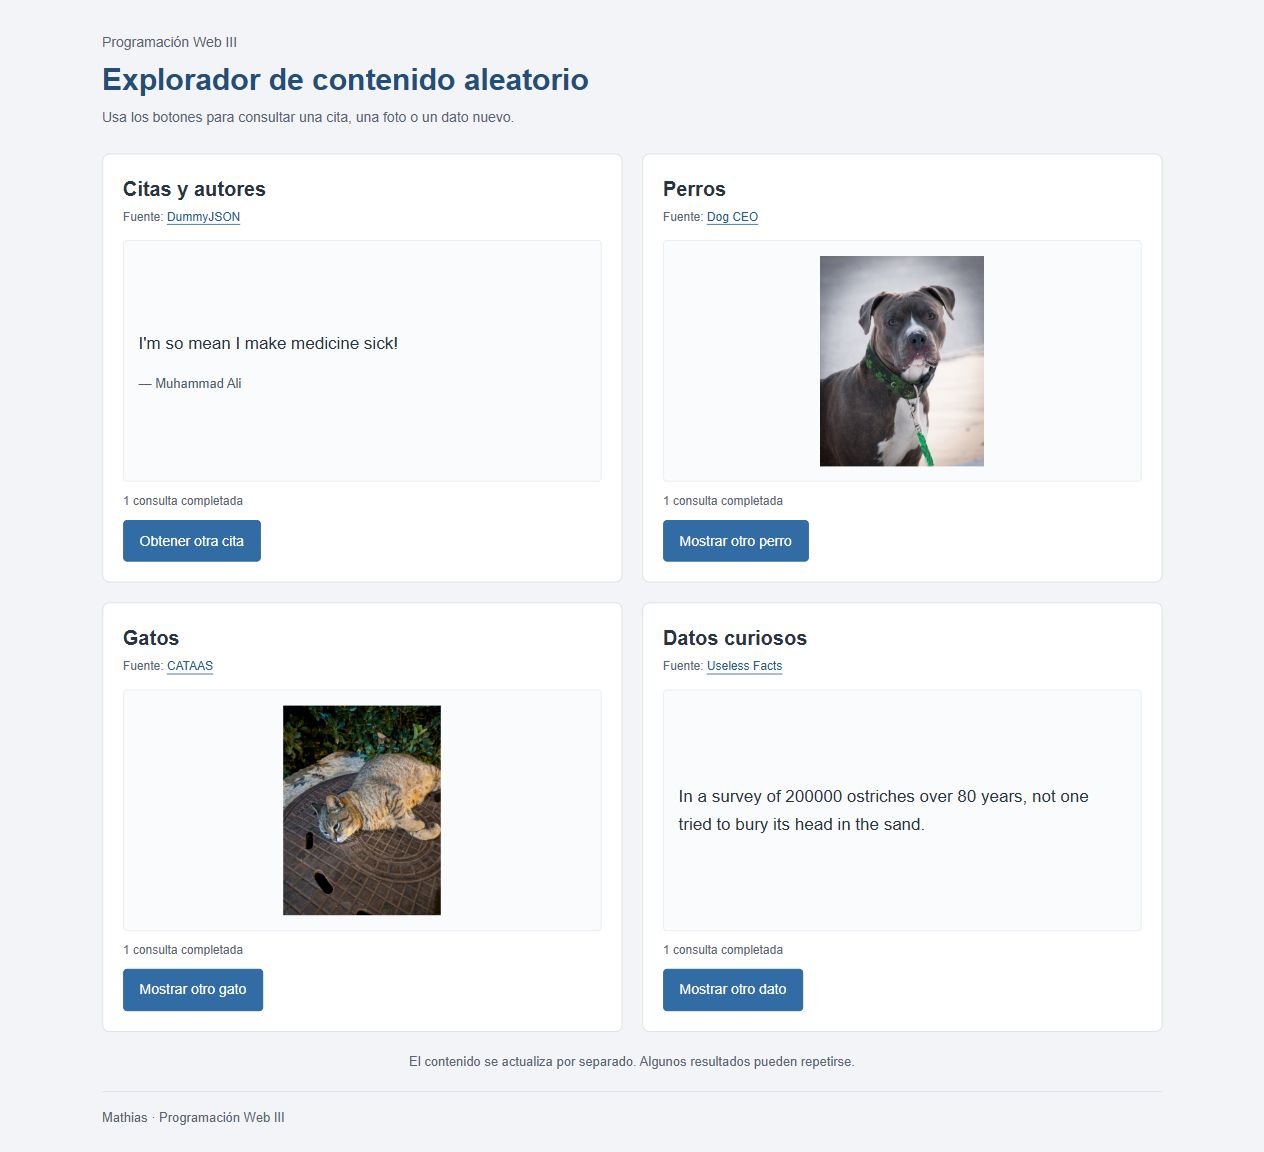 Programación Web III
Explorador de contenido aleatorio
Usa los botones para consultar una cita, una foto o un dato nuevo.
Citas y autores
Fuente: DummyJSON
I'm so mean I make medicine sick!
— Muhammad Ali
1 consulta completada
Obtener otra cita
Perros
Fuente: Dog CEO
1 consulta completada
Mostrar otro perro
Gatos
Fuente: CATAAS
1 consulta completada
Mostrar otro gato
Datos curiosos
Fuente: Useless Facts
In a survey of 200000 ostriches over 80 years, not one
tried to bury its head in the sand.
1 consulta completada
Mostrar otro dato
El contenido se actualiza por separado. Algunos resultados pueden repetirse.
Mathias · Programación Web III